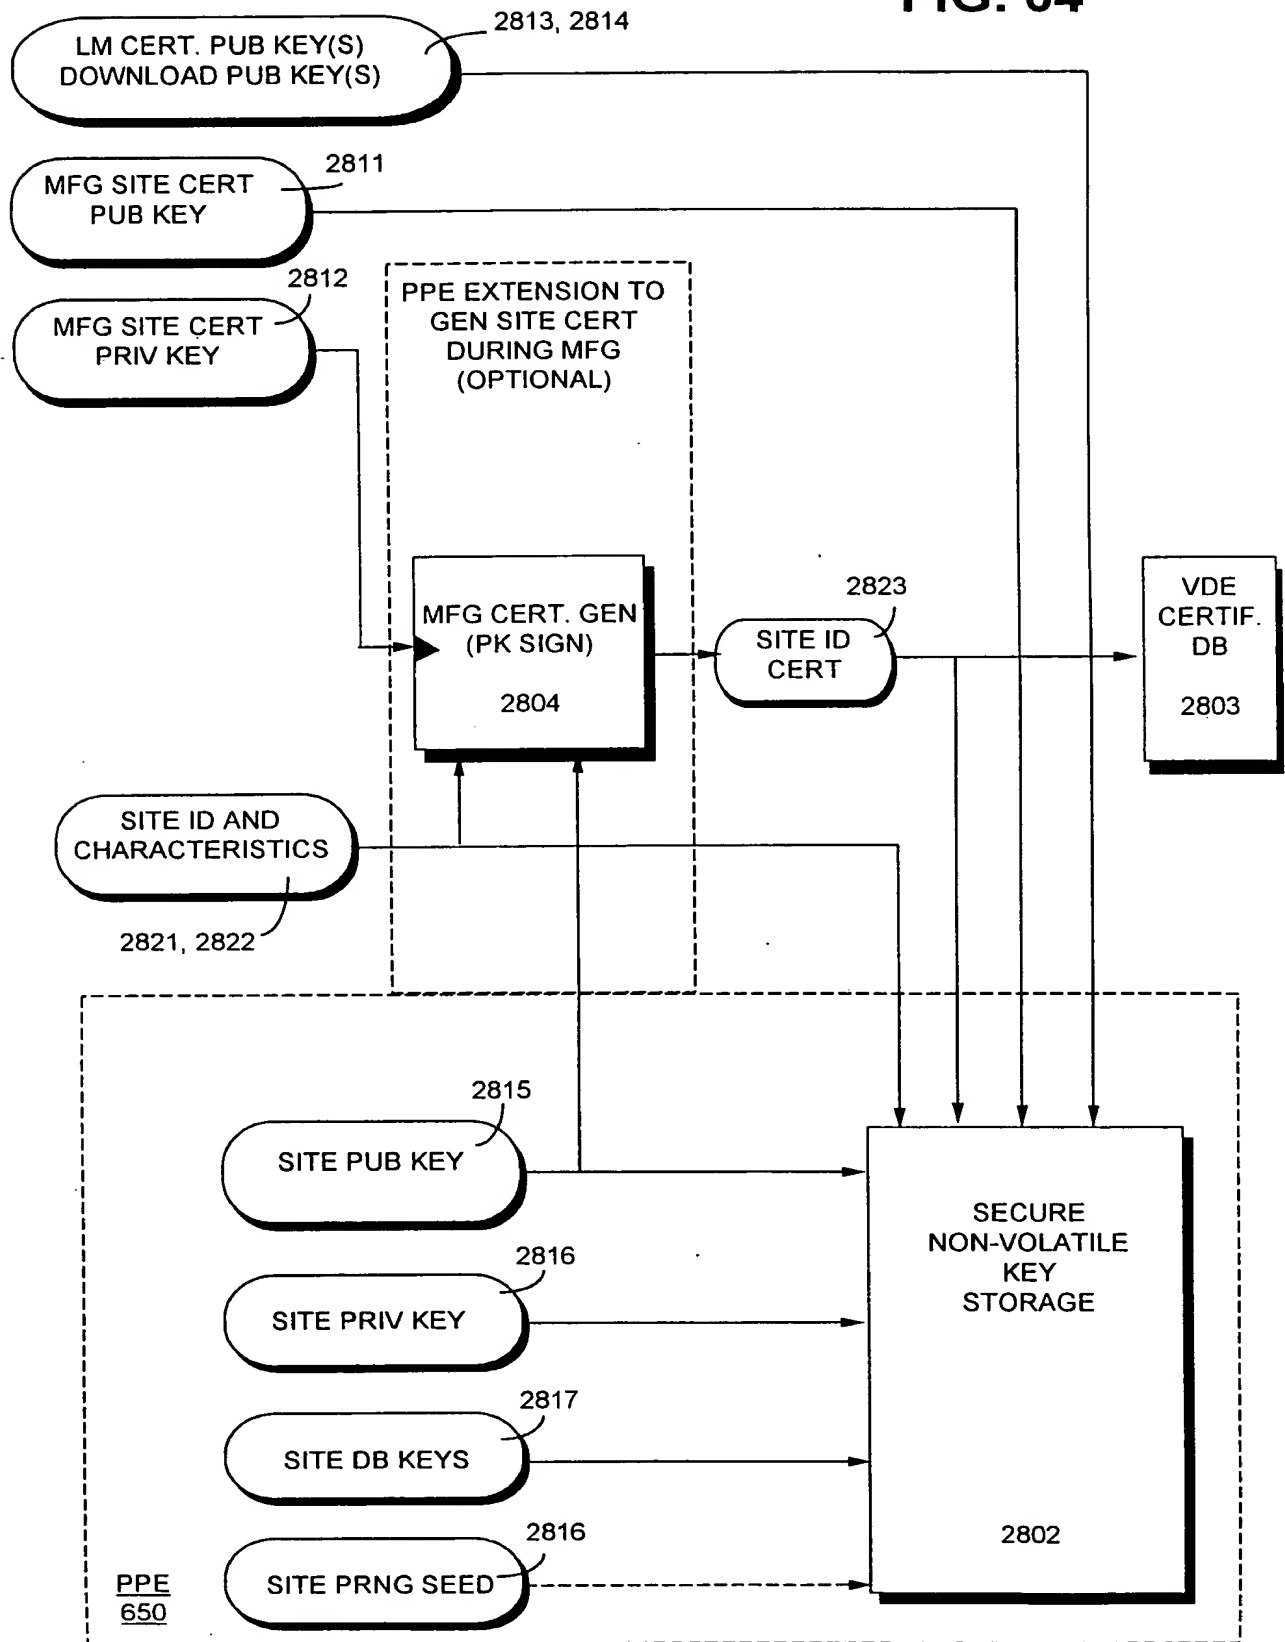 FIG. 64
2813, 2814
LM CERT. PUB KEY(S)
DOWNLOAD PUB KEY(S)
2811
MFG SITE CERT
PUB KEY
2812
MFG SITE CERT
PRIV KEY
PPE EXTENSION TO
GEN SITE CERT
DURING MFG
(OPTIONAL)
MFG CERT. GEN
(PK SIGN)
2804
2823
SITE ID
CERT
VDE
CERTIF.
DB
2803
SITE ID AND
CHARACTERISTICS
2821, 2822
2815
SITE PUB KEY
2816
SITE PRIV KEY
2817
SITE DB KEYS
2816
SITE PRNG SEED
SECURE
NON-VOLATILE
KEY
STORAGE
2802
PPE
650